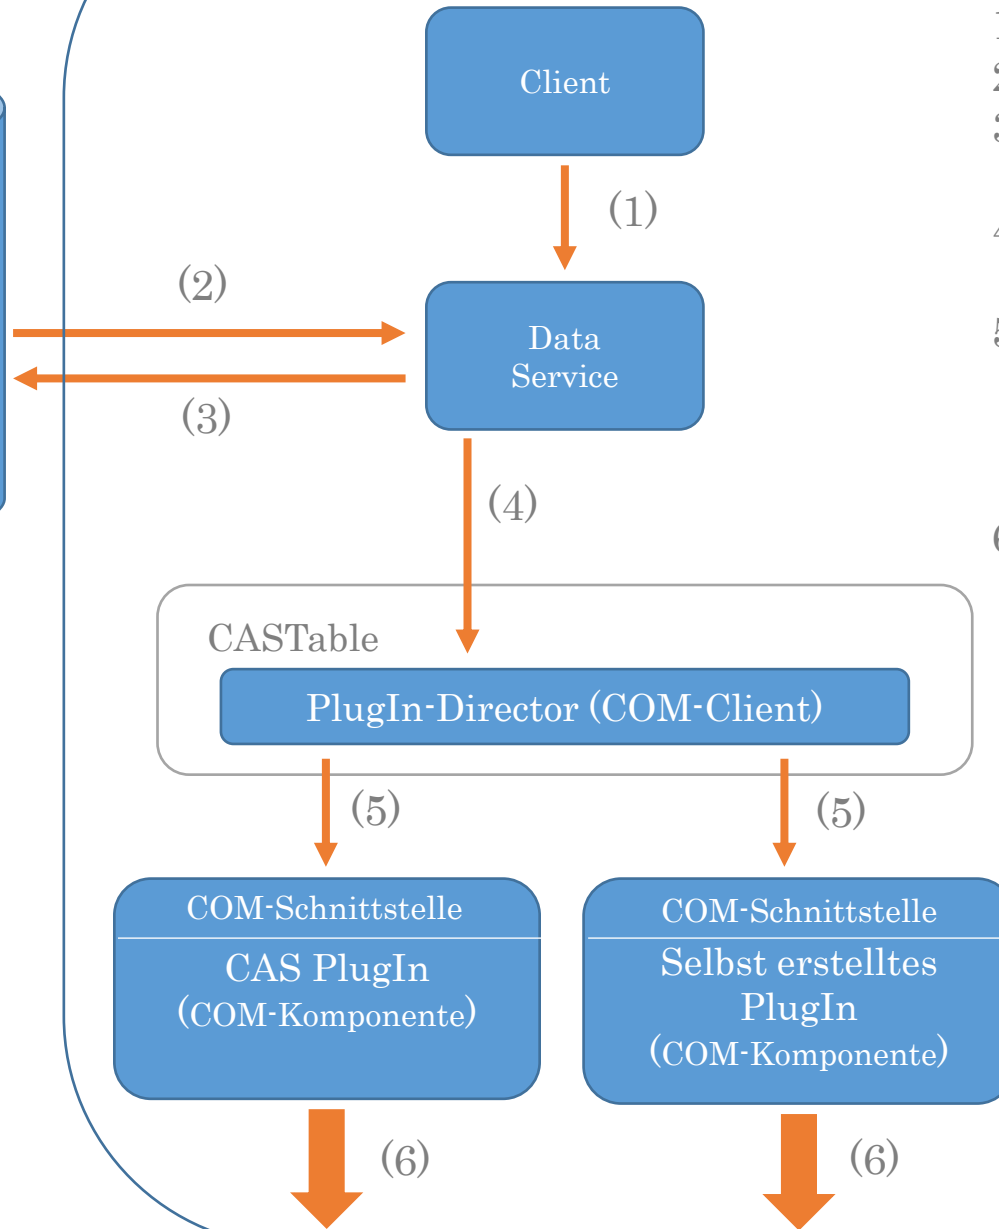 Client
(1)
(2)
Data
Service
(3)
(4)
CASTable
PlugIn-Director (COM-Client)
(5)
(5)
COM-Schnittstelle
CAS PlugIn
(COM-Komponente)
COM-Schnittstelle
Selbst erstelltes
PlugIn
(COM-Komponente)
(6)
(6)